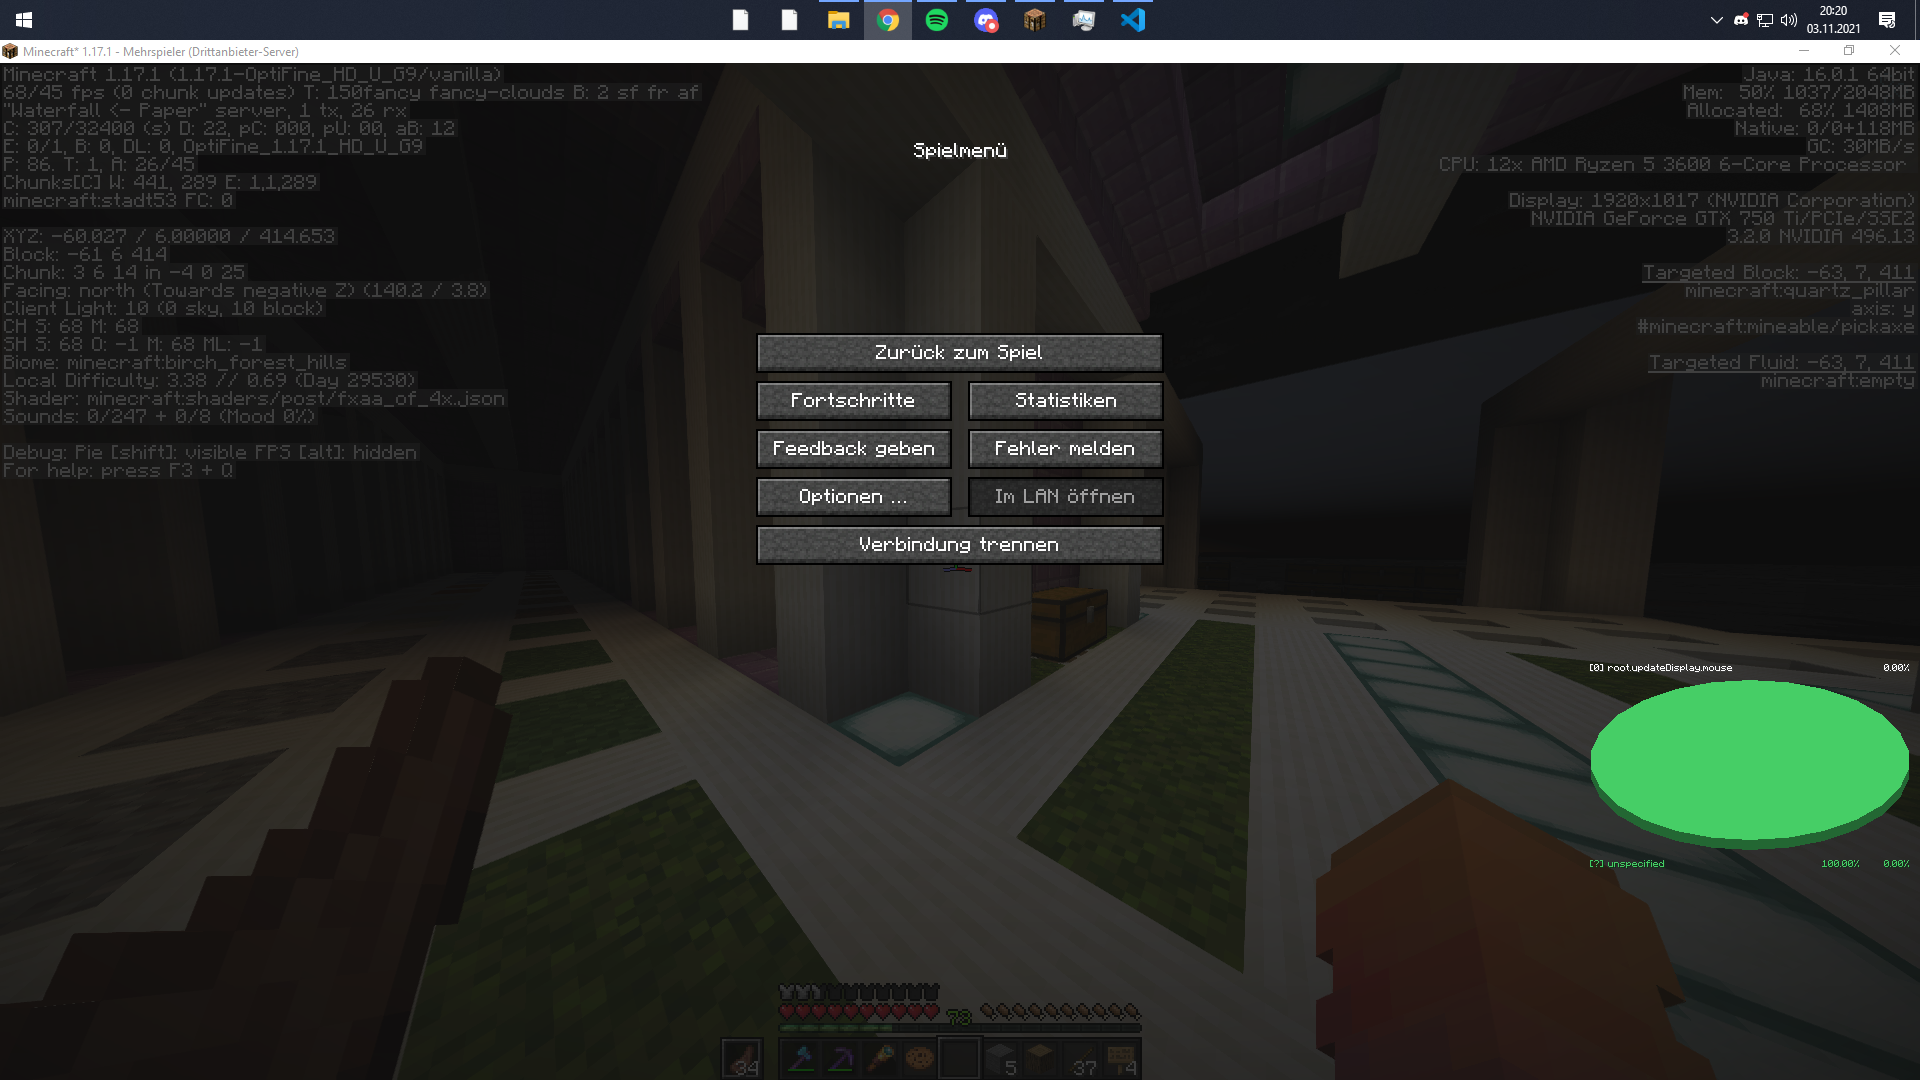 20:20
03.11.2021
Minecraft* 1.17.1 - Mehrspieler (Drittanbieter-Server)
Minecraft 1.17.1 (1.17.1-OptiFine_HD_U_G9/vanilla)
68/45 fps (0 chunk updates) T: 150fancy fancy-clouds B: 2 sf fr af
"Waterfall <- Paper" server, 1 tx, 26 rx
C: 307/32400 (s) D: 22, pC: 000, pU: 00, aB: 12
E: 0/1, B: 0, DL: 0, OptiFine_1.17.1_HD_U_G9
P: 86. T: 1, A: 26/45
Chunks[C] W: 441, 289 E: 1,1,289
minecraft:stadt53 FC: 0
XYZ: -60.027 / 6.00000 / 414.653
Block: -61 6 414
Chunk: 3 6 14 in -4 0 25
Facing: north (Towards negative Z) (140.2 / 3.8)
Client Light: 10 (0 sky, 10 block)
CH S: 68 M: 68
SH S: 68 O: -1 M: 68 ML: -1
Biome: minecraft:birch_forest_hills
Local Difficulty: 3.38 // 0.69 (Day 29530)
Shader: minecraft:shaders/post/fxaa_of_4x.json
Sounds: 0/247 + 0/8 (Mood 0%)
Debug: Pie [shift]: visible FPS [alt]: hidden
For help: press F3 + Q
Java: 16.0.1 64bit
Mem: 50% 1037/2048MB
Allocated: 68% 1408MB
Native: 0/0+118MB
GC: 30MB/s
CPU: 12x AMD Ryzen 5 3600 6-Core Processor
Display: 1920x1017 (NVIDIA Corporation)
NVIDIA GeForce GTX 750 Ti/PCIe/SSE2
3.2.0 NVIDIA 496.13
Targeted Block: -63, 7, 411
minecraft:quartz_pillar
axis: y
#minecraft:mineable/pickaxe
Targeted Fluid: -63, 7, 411
minecraft:empty
Spielmenü
Zurück zum Spiel
Fortschritte
Statistiken
Feedback geben
Fehler melden
Optionen ...
Im LAN öffnen
Verbindung trennen
[0] root.updateDisplay.mouse 0.00%
[?] unspecified 100.00% 0.00%
78
34
5
37
4